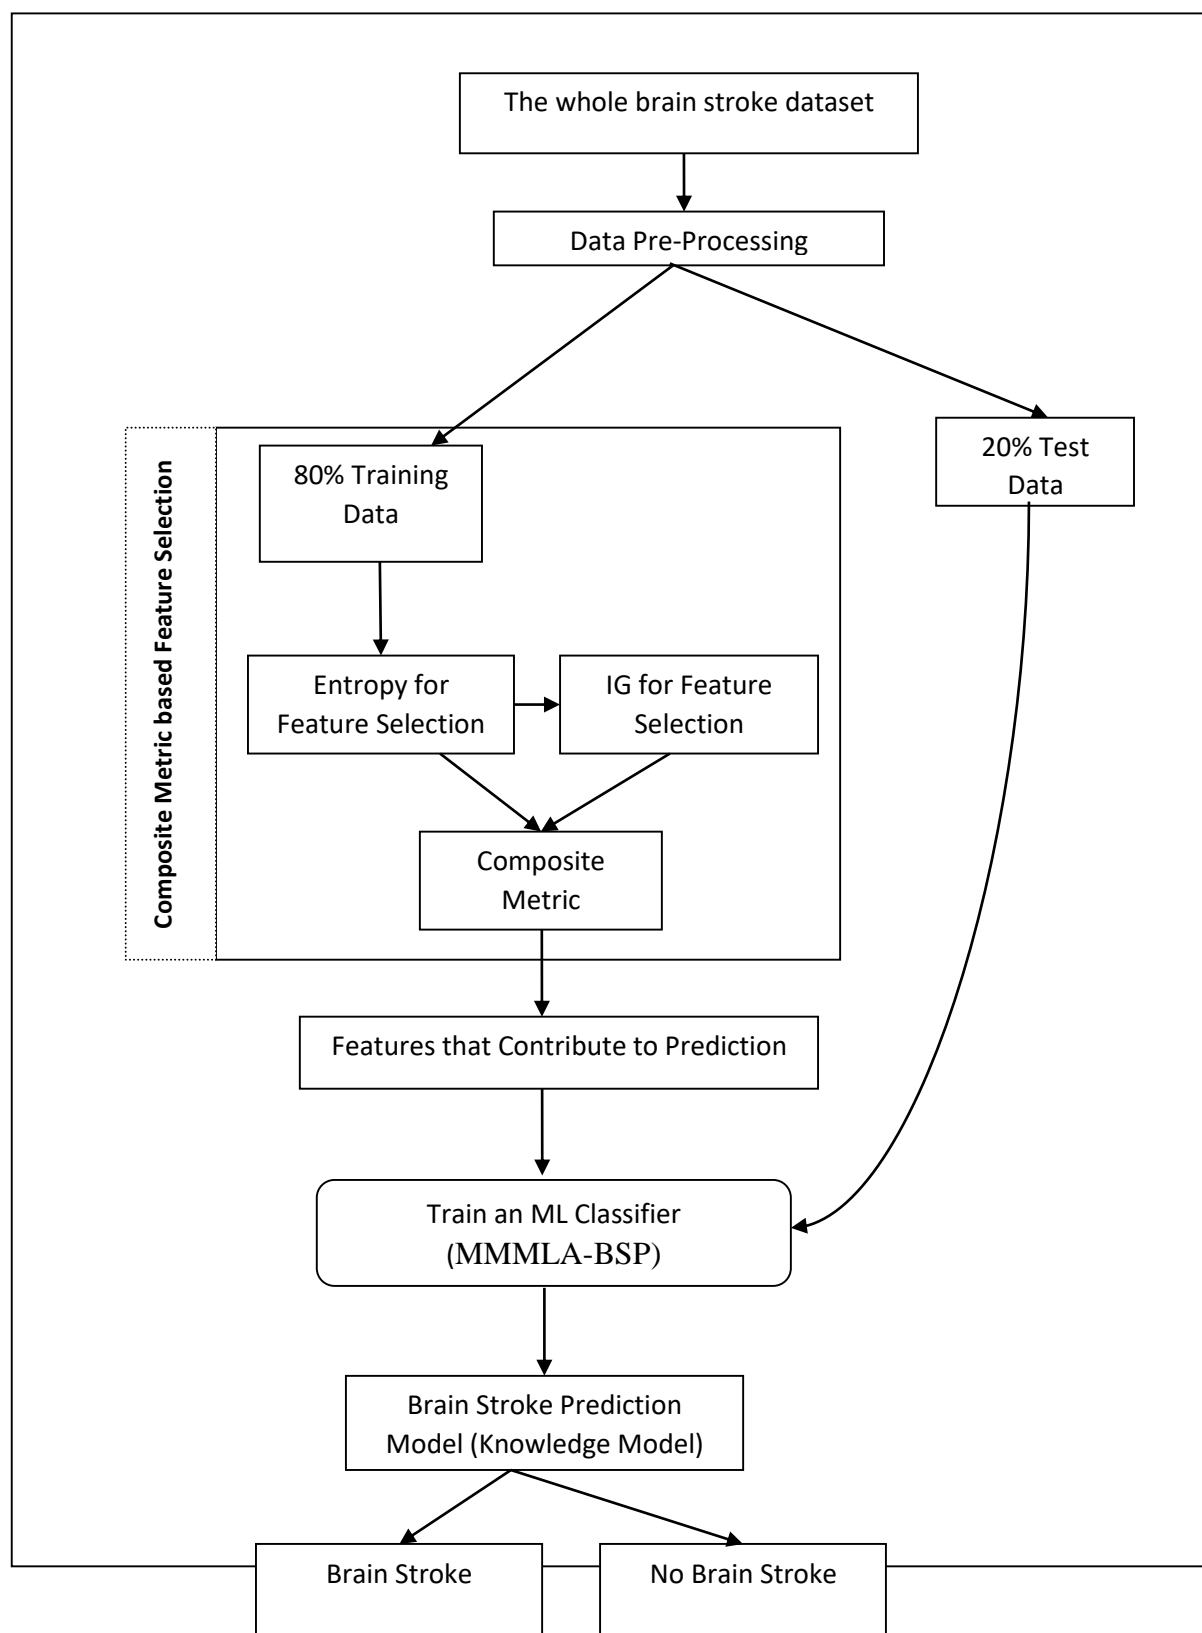 The whole brain stroke dataset
Data Pre-Processing
80% Training
Data
20% Test
Data
Composite Metric based Feature Selection
Entropy for
Feature Selection
IG for Feature
Selection
Composite
Metric
Features that Contribute to Prediction
Train an ML Classifier
(MMMLA-BSP)
Brain Stroke Prediction
Model (Knowledge Model)
Brain Stroke
No Brain Stroke